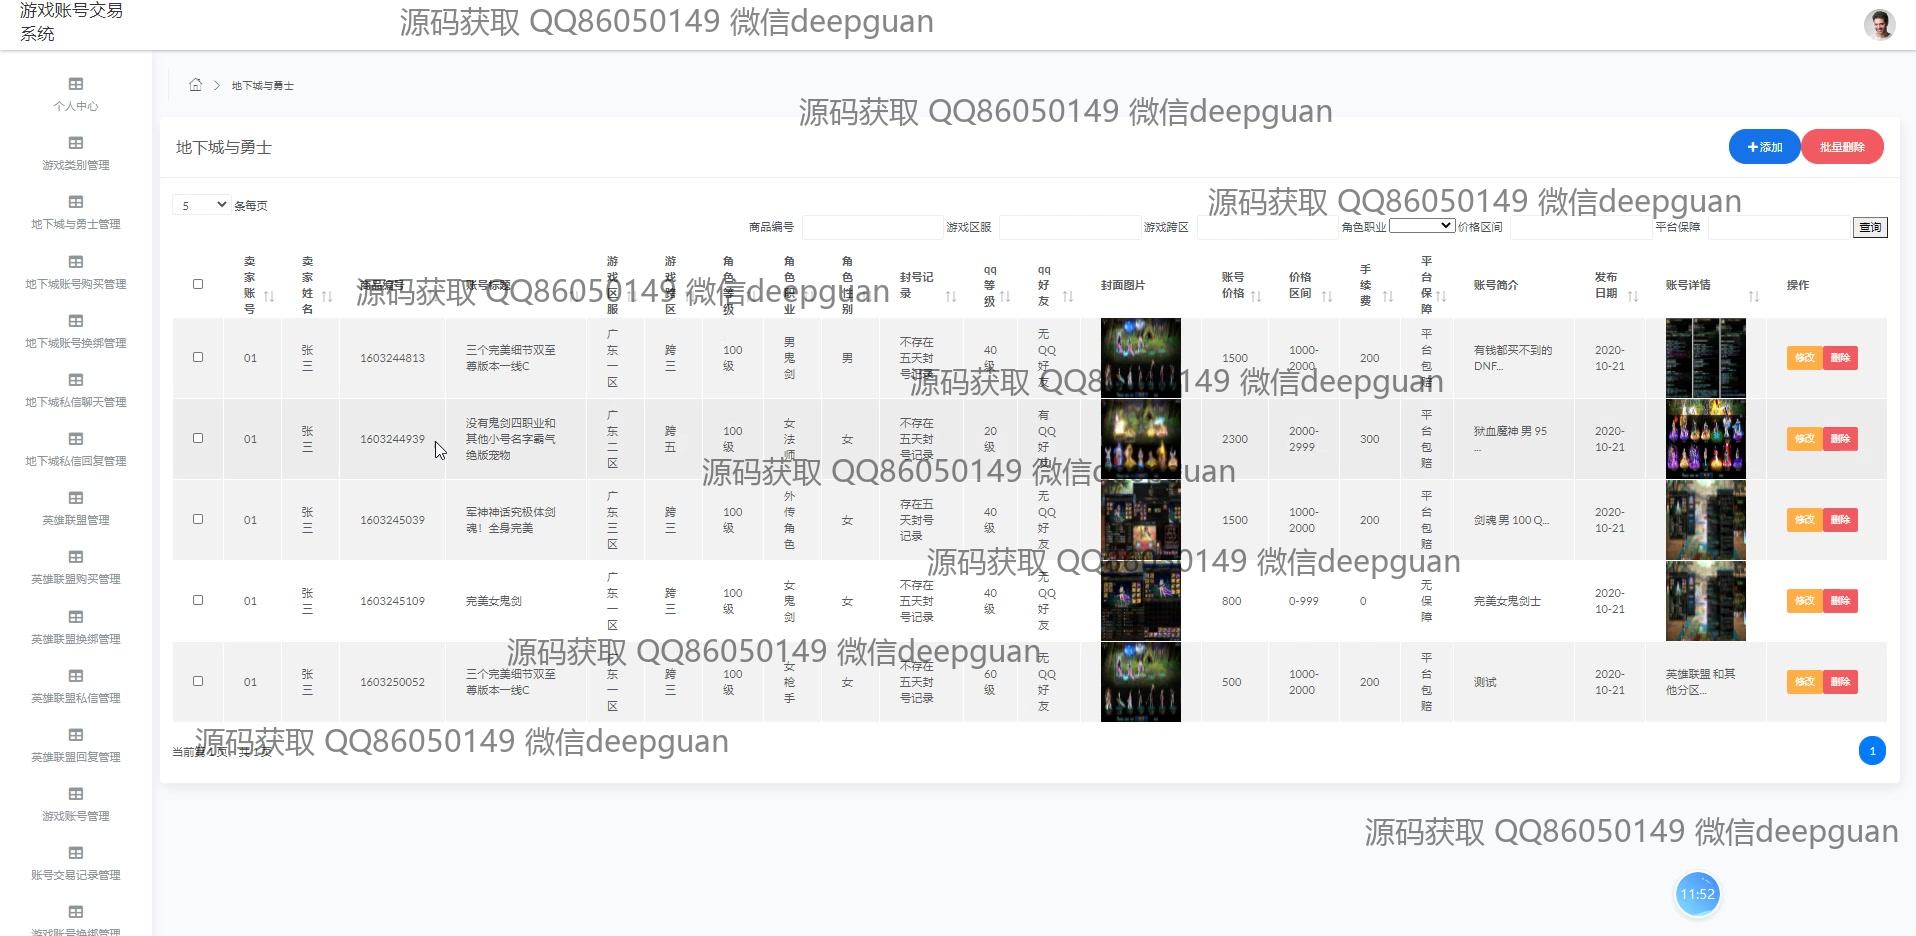 游戏账号交易
系统
源码获取 QQ86050149 微信deepguan
个人中心
游戏类别管理
地下城与勇士管理
地下城账号购买管理
地下城账号换绑管理
地下城私信聊天管理
地下城私信回复管理
英雄联盟管理
英雄联盟购买管理
英雄联盟换绑管理
英雄联盟私信管理
英雄联盟回复管理
游戏账号管理
账号交易记录管理
游戏账号换绑管理
地下城与勇士
源码获取 QQ86050149 微信deepguan
地下城与勇士
+添加 批量删除
源码获取 QQ86050149 微信deepguan
5 条每页
商品编号 游戏区服 游戏跨区 角色职业 价格区间 平台保障 查询
卖家账号 卖家姓名 商品编号 账号标题 游戏区服 游戏跨区 角色等级 角色职业 角色性别 封号记录 qq等级 qq好友 封面图片 账号价格 价格区间 手续费 平台保障 账号简介 发布日期 账号详情 操作
源码获取 QQ86050149 微信deepguan
01 张三 1603244813 三个完美细节双至尊版本一线C 广东一区 跨三 100级 男鬼剑 男 不存在五天封号记录 40级 无QQ好友 1500 1000-2000 200 平台包赔 有钱都买不到的DNF... 2020-10-21 修改 删除
源码获取 QQ86050149 微信deepguan
01 张三 1603244939 没有鬼剑四职业和其他小号名字霸气绝版宠物 广东二区 跨五 100级 女法师 女 不存在五天封号记录 20级 有QQ好友 2300 2000-2999 300 平台包赔 狱血魔神 男 95 ... 2020-10-21 修改 删除
源码获取 QQ86050149 微信deepguan
01 张三 1603245039 军神神话究极体剑魂！全身完美 广东三区 跨三 100级 外传角色 女 存在五天封号记录 40级 无QQ好友 1500 1000-2000 200 平台包赔 剑魂 男 100 Q... 2020-10-21 修改 删除
源码获取 QQ86050149 微信deepguan
01 张三 1603245109 完美女鬼剑 广东一区 跨三 100级 女鬼剑 女 不存在五天封号记录 40级 无QQ好友 800 0-999 0 无保障 完美女鬼剑士 2020-10-21 修改 删除
源码获取 QQ86050149 微信deepguan
01 张三 1603250052 三个完美细节双至尊版本一线C 广东一区 跨三 100级 女枪手 女 不存在五天封号记录 60级 无QQ好友 500 1000-2000 200 平台包赔 测试 2020-10-21 英雄联盟 和其他分区... 修改 删除
源码获取 QQ86050149 微信deepguan
当前第 1 页，共 1 页
1
源码获取 QQ86050149 微信deepguan
11:52